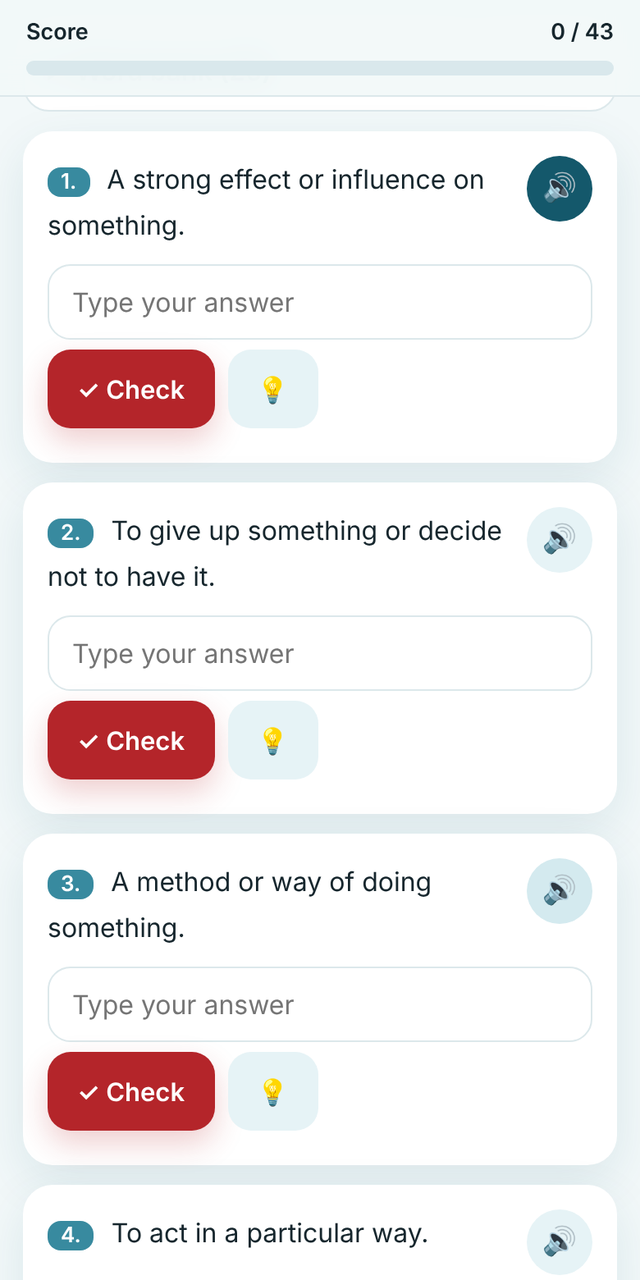 Score 0 / 43
1. A strong effect or influence on
something.
Type your answer
✓ Check
2. To give up something or decide
not to have it.
Type your answer
✓ Check
3. A method or way of doing
something.
Type your answer
✓ Check
4. To act in a particular way.